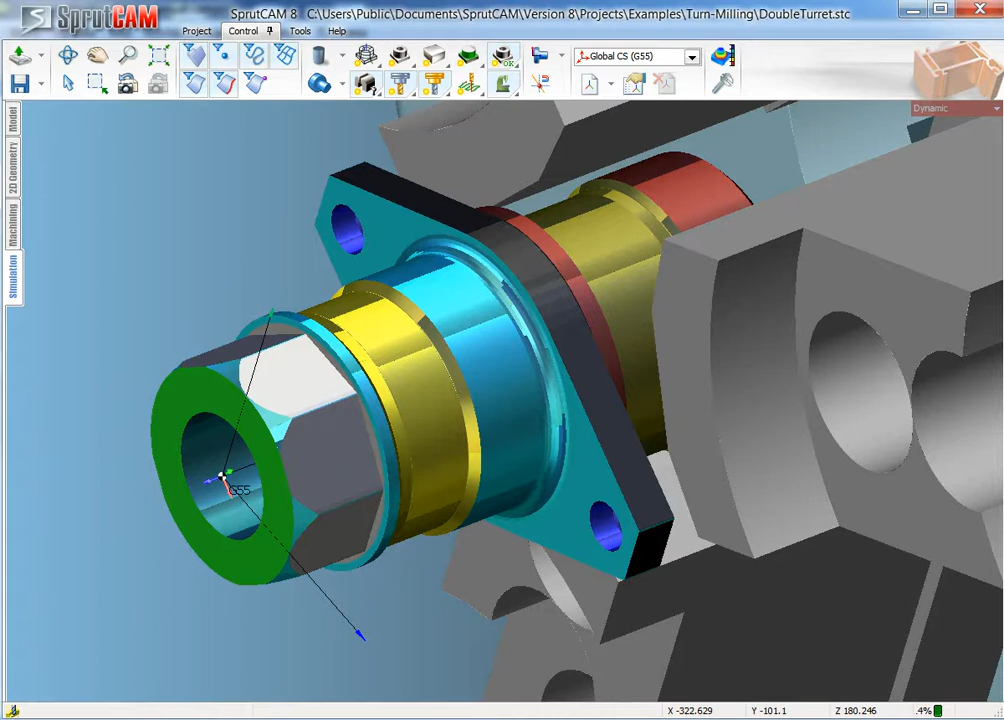 SprutCAM
SprutCAM 8 C:\Users\Public\Documents\SprutCAM\Version 8\Projects\Examples\Turn-Milling\DoubleTurret.stc
Project Control Tools Help
Global CS (G55)
OK
Dynamic
Model
2D Geometry
Machining
Simulation
G55
X -322.629 Y -101.1 Z 180.246 .4%